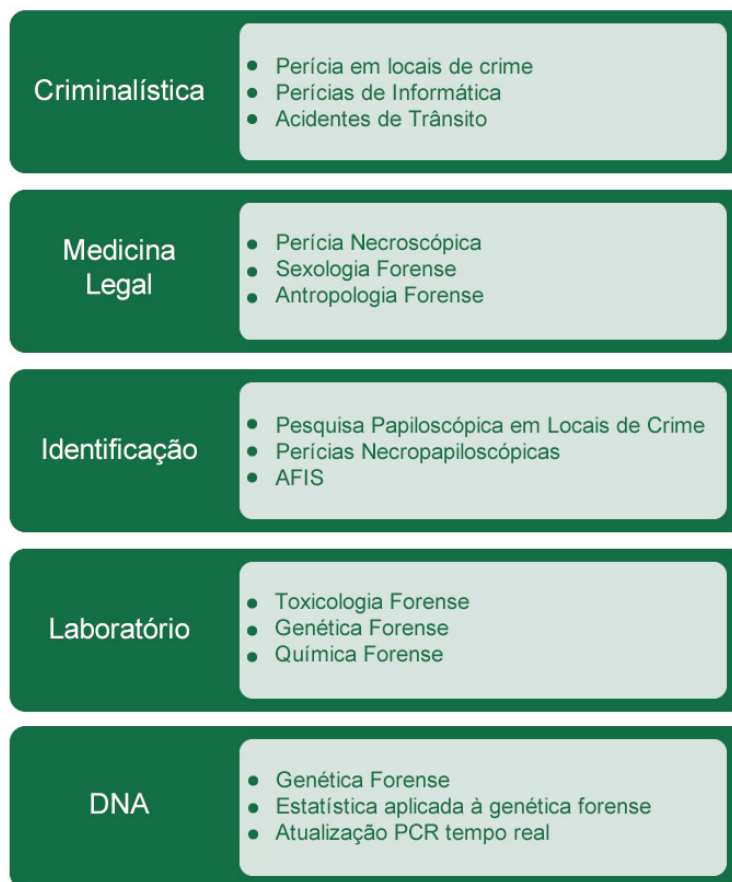 Criminalística
Perícia em locais de crime
Perícias de Informática
Acidentes de Trânsito
Medicina
Legal
Perícia Necroscópica
Sexologia Forense
Antropologia Forense
Identificação
Pesquisa Papiloscópica em Locais de Crime
Perícias Necropapiloscópicas
AFIS
Laboratório
Toxicologia Forense
Genética Forense
Química Forense
DNA
Genética Forense
Estatística aplicada à genética forense
Atualização PCR tempo real